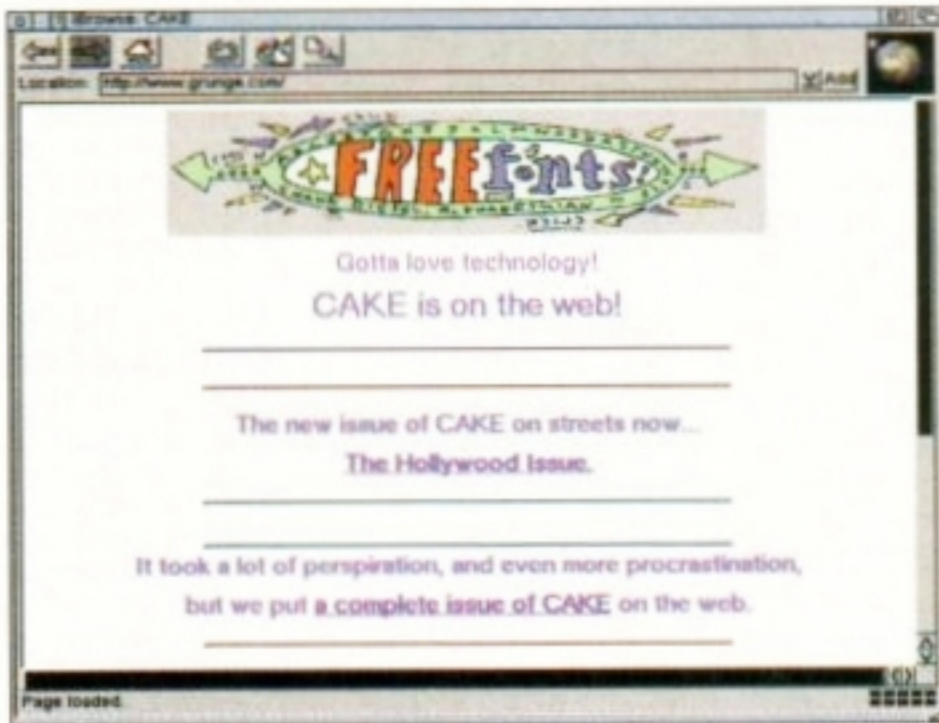 iBrowse: CAKE
Location: http://www.grunge.com/
Add
FREE fonts!
Gotta love technology!
CAKE is on the web!
The new issue of CAKE on streets now...
The Hollywood Issue.
It took a lot of perspiration, and even more procrastination,
but we put a complete issue of CAKE on the web.
Page loaded.